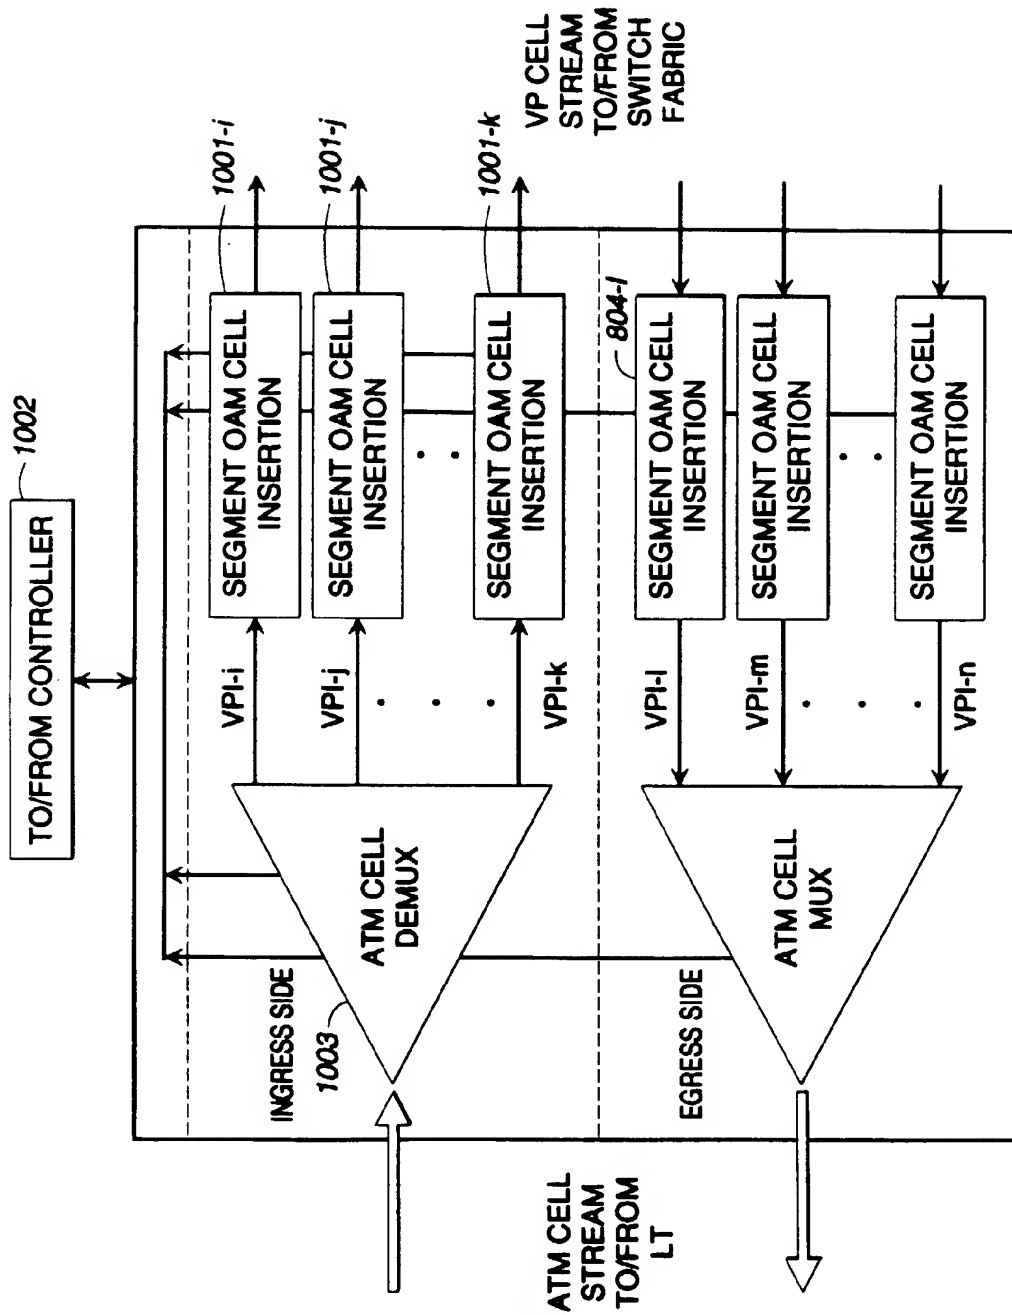 1002
TO/FROM CONTROLLER
INGRESS SIDE
1003
ATM CELL
DEMUX
VPI-i
VPI-j
VPI-k
SEGMENT OAM CELL
INSERTION
SEGMENT OAM CELL
INSERTION
SEGMENT OAM CELL
INSERTION
1001-i
1001-j
1001-k
VP CELL
STREAM
TO/FROM
SWITCH
FABRIC
ATM CELL
STREAM
TO/FROM
LT
EGRESS SIDE
ATM CELL
MUX
VPI-l
VPI-m
VPI-n
804-l
SEGMENT OAM CELL
INSERTION
SEGMENT OAM CELL
INSERTION
SEGMENT OAM CELL
INSERTION